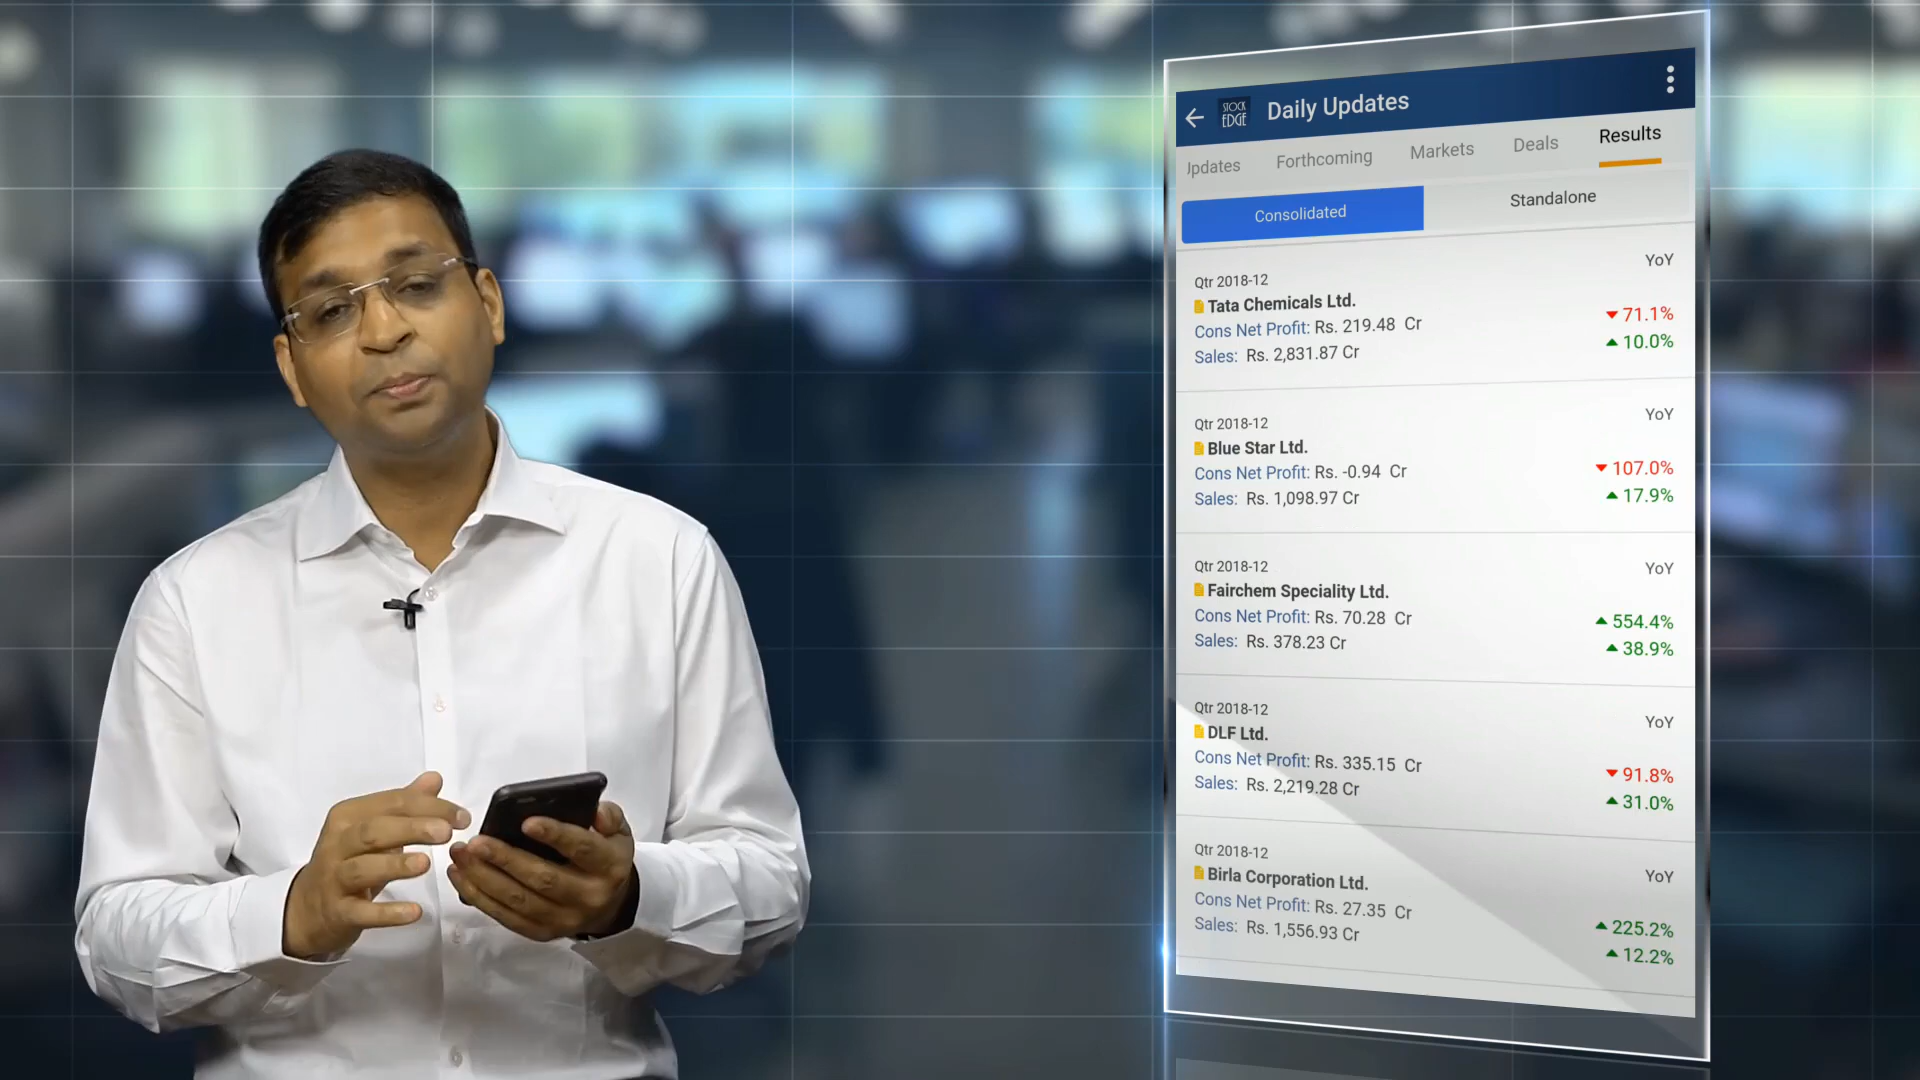 STOCK
EDGE
Daily Updates
Updates Forthcoming Markets Deals Results
Consolidated Standalone
Qtr 2018-12 YoY
Tata Chemicals Ltd.
Cons Net Profit: Rs. 219.48 Cr ▼ 71.1%
Sales: Rs. 2,831.87 Cr ▲ 10.0%
Qtr 2018-12 YoY
Blue Star Ltd.
Cons Net Profit: Rs. -0.94 Cr ▼ 107.0%
Sales: Rs. 1,098.97 Cr ▲ 17.9%
Qtr 2018-12 YoY
Fairchem Speciality Ltd.
Cons Net Profit: Rs. 70.28 Cr ▲ 554.4%
Sales: Rs. 378.23 Cr ▲ 38.9%
Qtr 2018-12 YoY
DLF Ltd.
Cons Net Profit: Rs. 335.15 Cr ▼ 91.8%
Sales: Rs. 2,219.28 Cr ▲ 31.0%
Qtr 2018-12 YoY
Birla Corporation Ltd.
Cons Net Profit: Rs. 27.35 Cr ▲ 225.2%
Sales: Rs. 1,556.93 Cr ▲ 12.2%